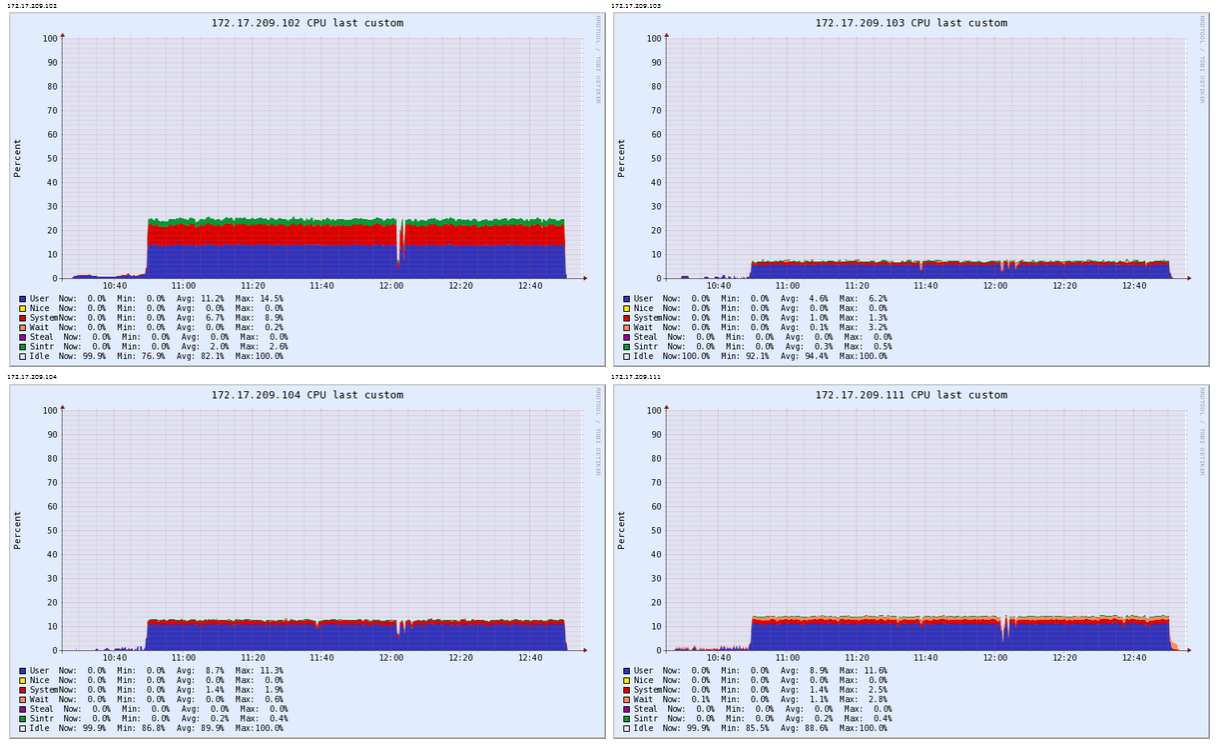 172.17.209.102
172.17.209.102 CPU last custom
RRDTOOL / TOBI OETIKER
Percent
100
90
80
70
60
50
40
30
20
10
0
10:40 11:00 11:20 11:40 12:00 12:20 12:40
User Now: 0.0% Min: 0.0% Avg: 11.2% Max: 14.5%
Nice Now: 0.0% Min: 0.0% Avg: 0.0% Max: 0.0%
SystemNow: 0.0% Min: 0.0% Avg: 6.7% Max: 8.9%
Wait Now: 0.0% Min: 0.0% Avg: 0.0% Max: 0.2%
Steal Now: 0.0% Min: 0.0% Avg: 0.0% Max: 0.0%
Sintr Now: 0.0% Min: 0.0% Avg: 2.0% Max: 2.6%
Idle Now: 99.9% Min: 76.9% Avg: 82.1% Max:100.0%
172.17.209.103
172.17.209.103 CPU last custom
RRDTOOL / TOBI OETIKER
Percent
100
90
80
70
60
50
40
30
20
10
0
10:40 11:00 11:20 11:40 12:00 12:20 12:40
User Now: 0.0% Min: 0.0% Avg: 4.6% Max: 6.2%
Nice Now: 0.0% Min: 0.0% Avg: 0.0% Max: 0.0%
SystemNow: 0.0% Min: 0.0% Avg: 1.0% Max: 1.3%
Wait Now: 0.0% Min: 0.0% Avg: 0.1% Max: 3.2%
Steal Now: 0.0% Min: 0.0% Avg: 0.0% Max: 0.0%
Sintr Now: 0.0% Min: 0.0% Avg: 0.3% Max: 0.5%
Idle Now:100.0% Min: 92.1% Avg: 94.4% Max:100.0%
172.17.209.104
172.17.209.104 CPU last custom
RRDTOOL / TOBI OETIKER
Percent
100
90
80
70
60
50
40
30
20
10
0
10:40 11:00 11:20 11:40 12:00 12:20 12:40
User Now: 0.0% Min: 0.0% Avg: 8.7% Max: 11.3%
Nice Now: 0.0% Min: 0.0% Avg: 0.0% Max: 0.0%
SystemNow: 0.0% Min: 0.0% Avg: 1.4% Max: 1.9%
Wait Now: 0.0% Min: 0.0% Avg: 0.0% Max: 0.6%
Steal Now: 0.0% Min: 0.0% Avg: 0.0% Max: 0.0%
Sintr Now: 0.0% Min: 0.0% Avg: 0.2% Max: 0.4%
Idle Now: 99.9% Min: 86.8% Avg: 89.9% Max:100.0%
172.17.209.111
172.17.209.111 CPU last custom
RRDTOOL / TOBI OETIKER
Percent
100
90
80
70
60
50
40
30
20
10
0
10:40 11:00 11:20 11:40 12:00 12:20 12:40
User Now: 0.0% Min: 0.0% Avg: 8.9% Max: 11.6%
Nice Now: 0.0% Min: 0.0% Avg: 0.0% Max: 0.0%
SystemNow: 0.0% Min: 0.0% Avg: 1.4% Max: 2.5%
Wait Now: 0.1% Min: 0.0% Avg: 1.1% Max: 2.8%
Steal Now: 0.0% Min: 0.0% Avg: 0.0% Max: 0.0%
Sintr Now: 0.0% Min: 0.0% Avg: 0.2% Max: 0.4%
Idle Now: 99.9% Min: 85.5% Avg: 88.6% Max:100.0%